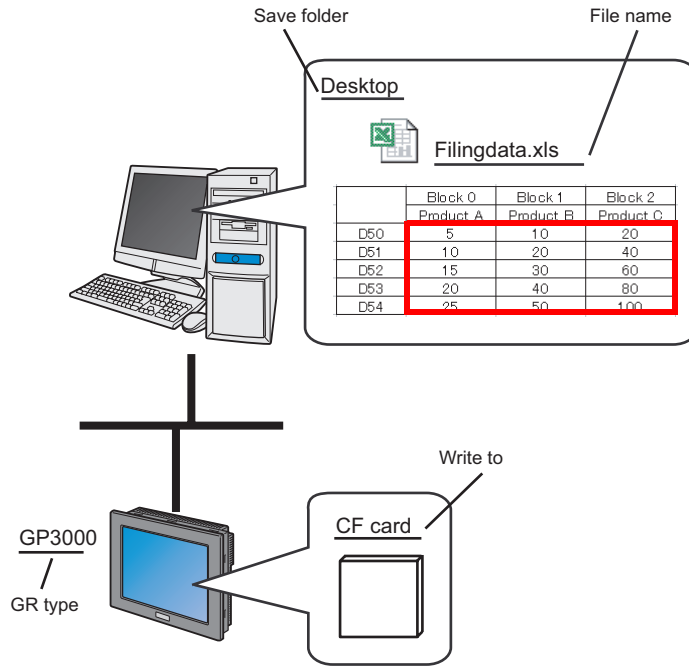 Save folder
File name
Desktop
Filingdata.xls
Block 0 Block 1 Block 2
Product A Product B Product C
D50 5 10 20
D51 10 20 40
D52 15 30 60
D53 20 40 80
D54 25 50 100
Write to
CF card
GP3000
GR type